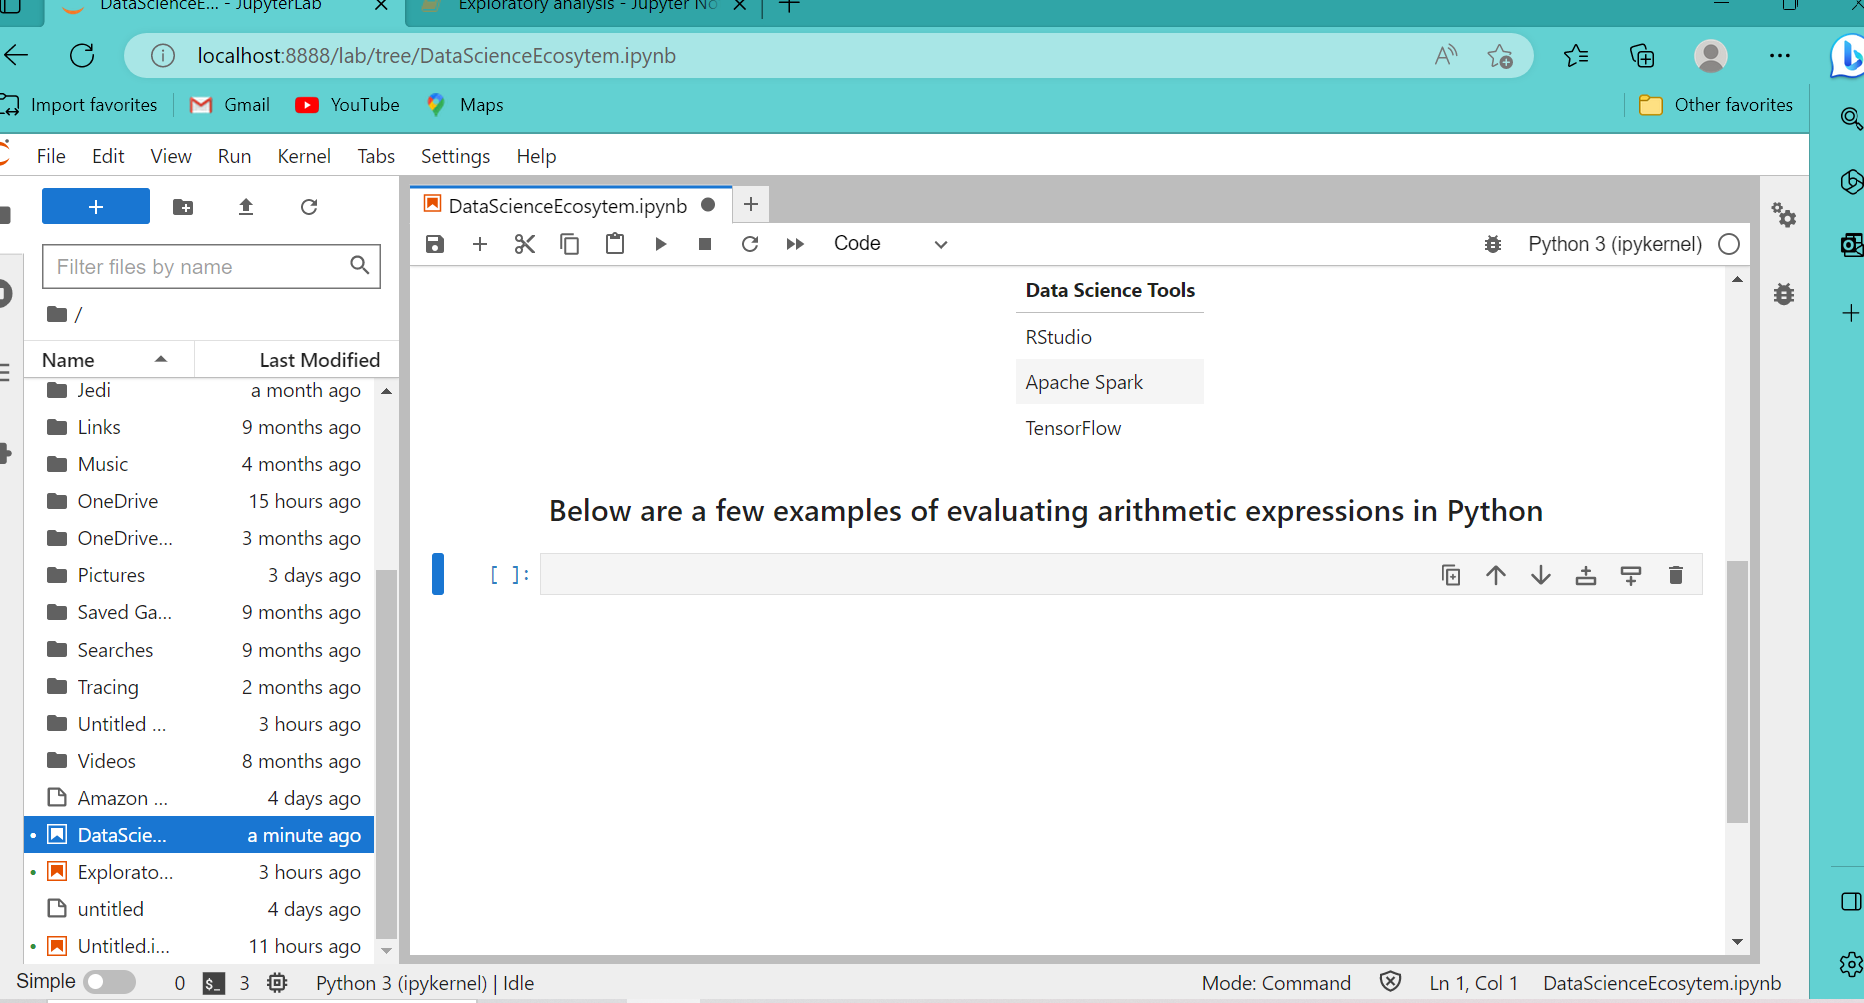 DataScienceE... - JupyterLab
Exploratory analysis - Jupyter No
localhost:8888/lab/tree/DataScienceEcosytem.ipynb
Import favorites
Gmail
YouTube
Maps
Other favorites
File Edit View Run Kernel Tabs Settings Help
DataScienceEcosytem.ipynb
Code
Python 3 (ipykernel)
Filter files by name
/
Name
Last Modified
Jedi a month ago
Links 9 months ago
Music 4 months ago
OneDrive 15 hours ago
OneDrive... 3 months ago
Pictures 3 days ago
Saved Ga... 9 months ago
Searches 9 months ago
Tracing 2 months ago
Untitled ... 3 hours ago
Videos 8 months ago
Amazon ... 4 days ago
DataScie... a minute ago
Explorato... 3 hours ago
untitled 4 days ago
Untitled.i... 11 hours ago
Data Science Tools
RStudio
Apache Spark
TensorFlow
Below are a few examples of evaluating arithmetic expressions in Python
[ ]:
Simple
0
$_
3
Python 3 (ipykernel) | Idle
Mode: Command
Ln 1, Col 1
DataScienceEcosytem.ipynb